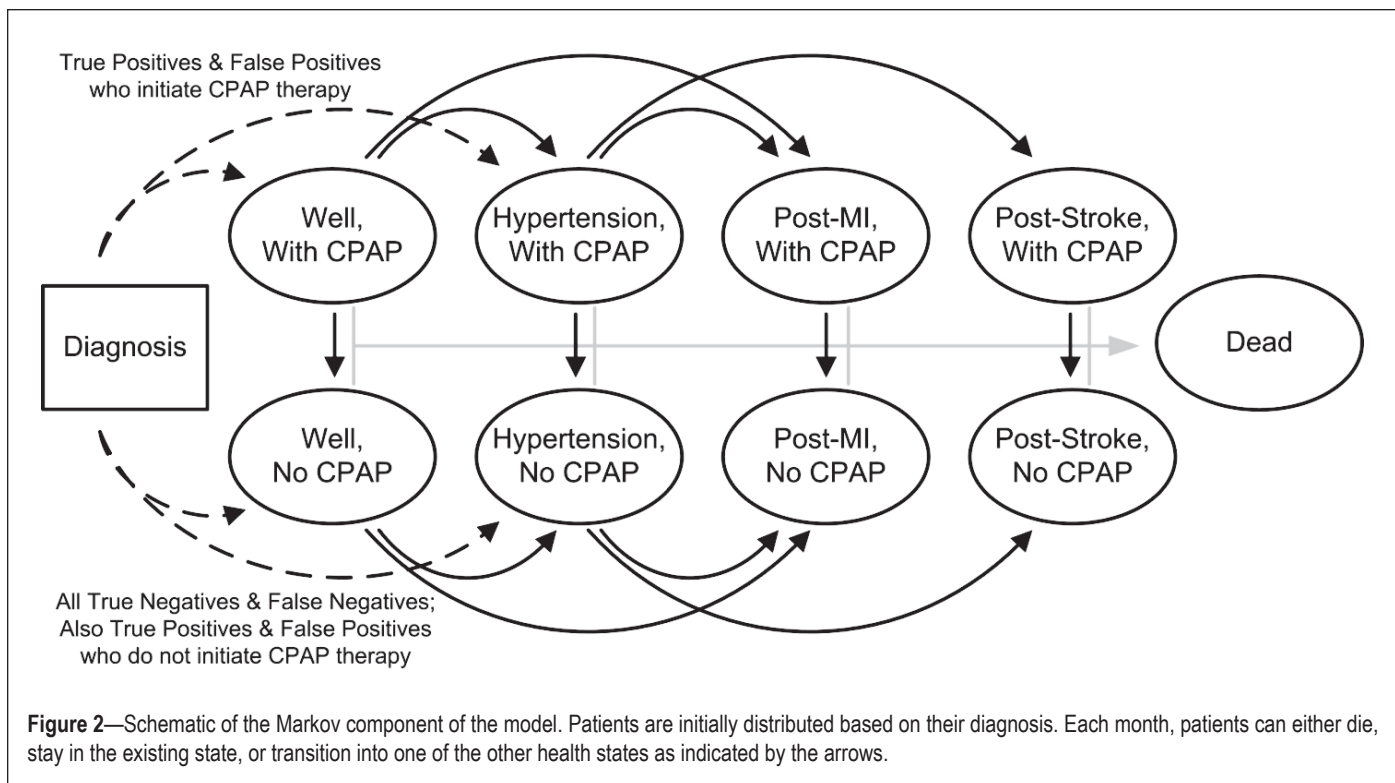 True Positives & False Positives
who initiate CPAP therapy
Well,
With CPAP
Hypertension,
With CPAP
Post-MI,
With CPAP
Post-Stroke,
With CPAP
Diagnosis
Dead
Well,
No CPAP
Hypertension,
No CPAP
Post-MI,
No CPAP
Post-Stroke,
No CPAP
All True Negatives & False Negatives;
Also True Positives & False Positives
who do not initiate CPAP therapy
Figure 2—Schematic of the Markov component of the model. Patients are initially distributed based on their diagnosis. Each month, patients can either die,
stay in the existing state, or transition into one of the other health states as indicated by the arrows.